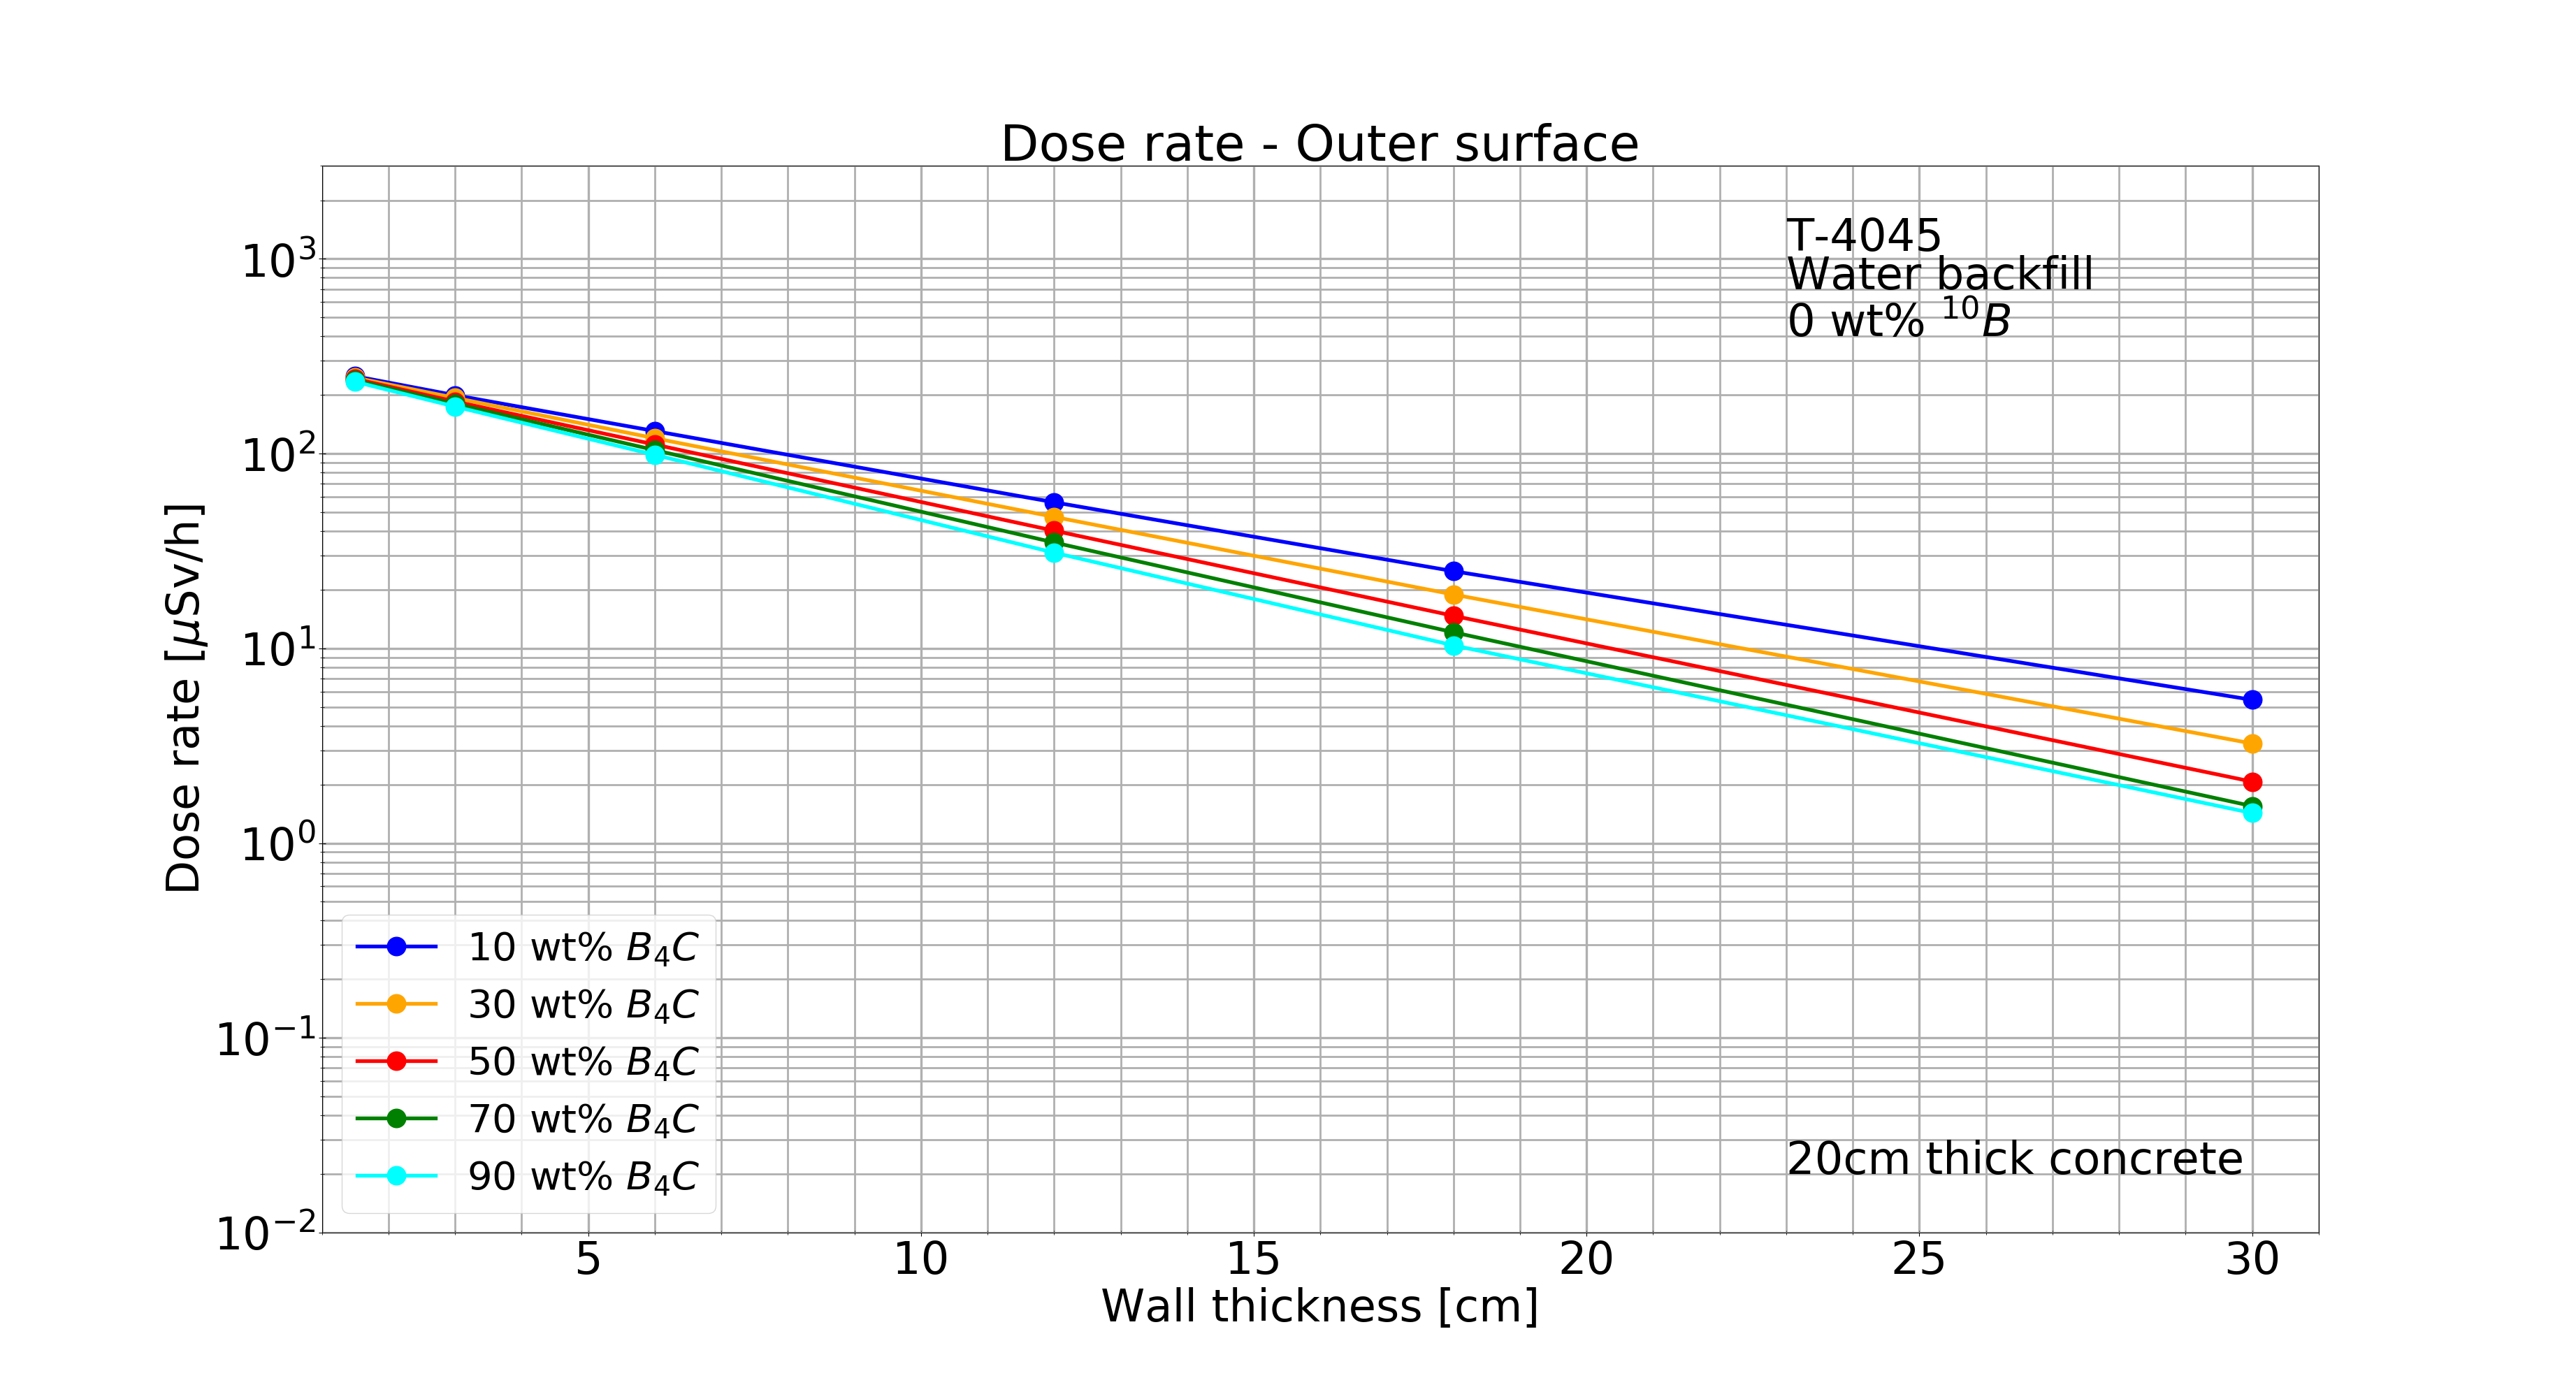 Dose rate - Outer surface
T-4045
Water backfill
0 wt% ¹⁰B
10³
10²
10¹
10⁰
10⁻¹
10⁻²
Dose rate [μSv/h]
10 wt% B₄C
30 wt% B₄C
50 wt% B₄C
70 wt% B₄C
90 wt% B₄C
20cm thick concrete
5 10 15 20 25 30
Wall thickness [cm]